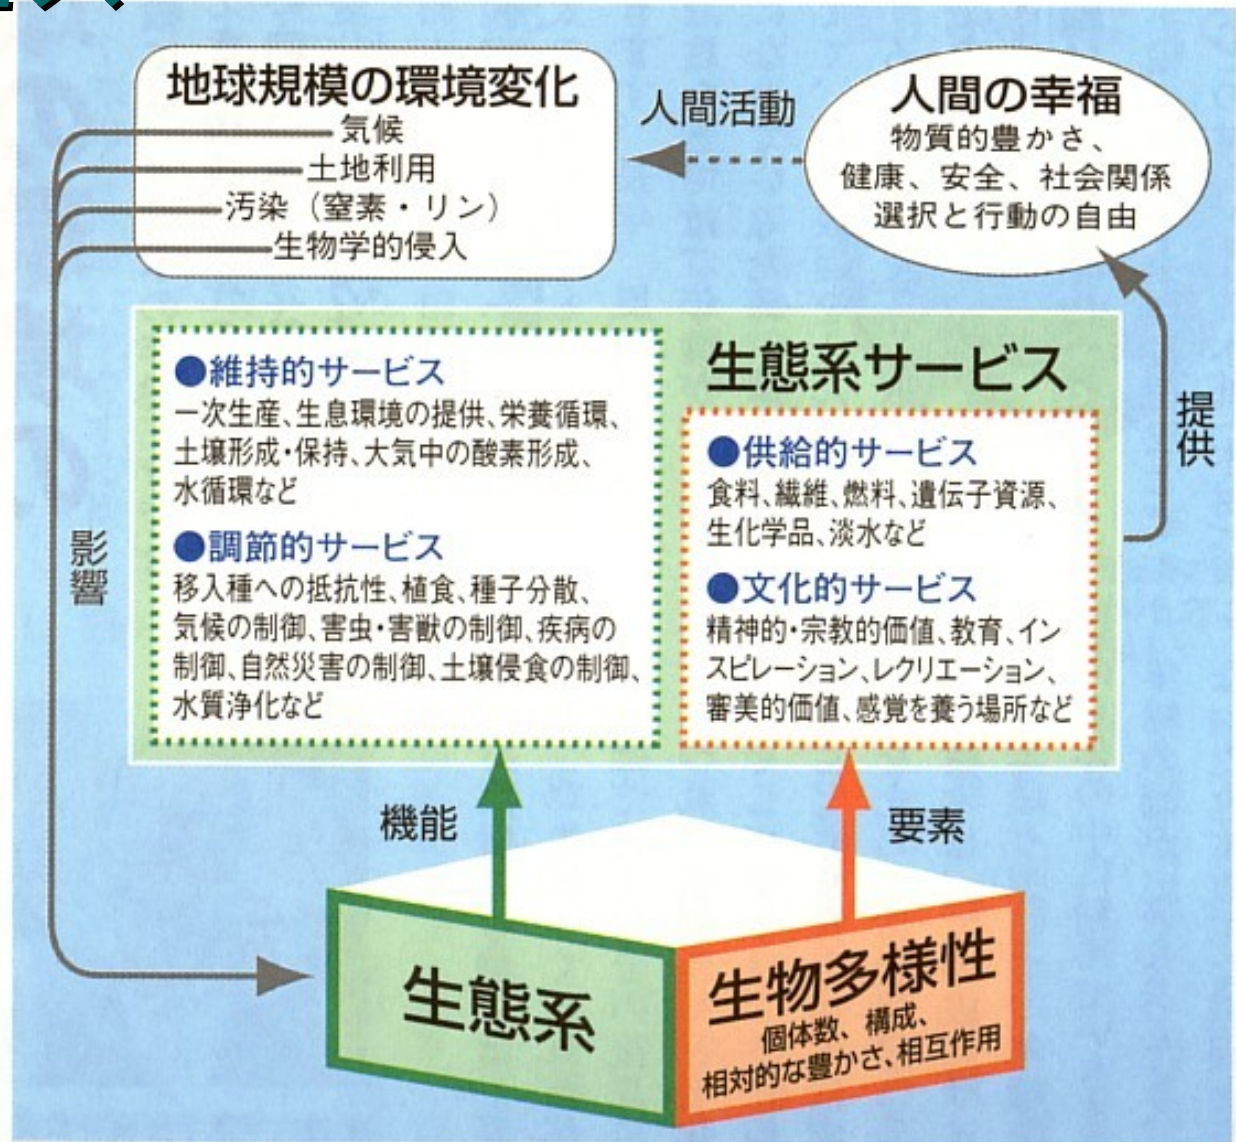 地球規模の環境変化
気候
土地利用
汚染（窒素・リン）
生物学的侵入
人間活動
人間の幸福
物質的豊かさ、
健康、安全、社会関係
選択と行動の自由
影響
提供
生態系サービス
●維持的サービス
一次生産、生息環境の提供、栄養循環、
土壌形成・保持、大気中の酸素形成、
水循環など
●調節的サービス
移入種への抵抗性、植食、種子分散、
気候の制御、害虫・害獣の制御、疾病の
制御、自然災害の制御、土壌侵食の制御、
水質浄化など
●供給的サービス
食料、繊維、燃料、遺伝子資源、
生化学品、淡水など
●文化的サービス
精神的・宗教的価値、教育、イン
スピレーション、レクリエーション、
審美的価値、感覚を養う場所など
機能
要素
生態系
生物多様性
個体数、構成、
相対的な豊かさ、相互作用